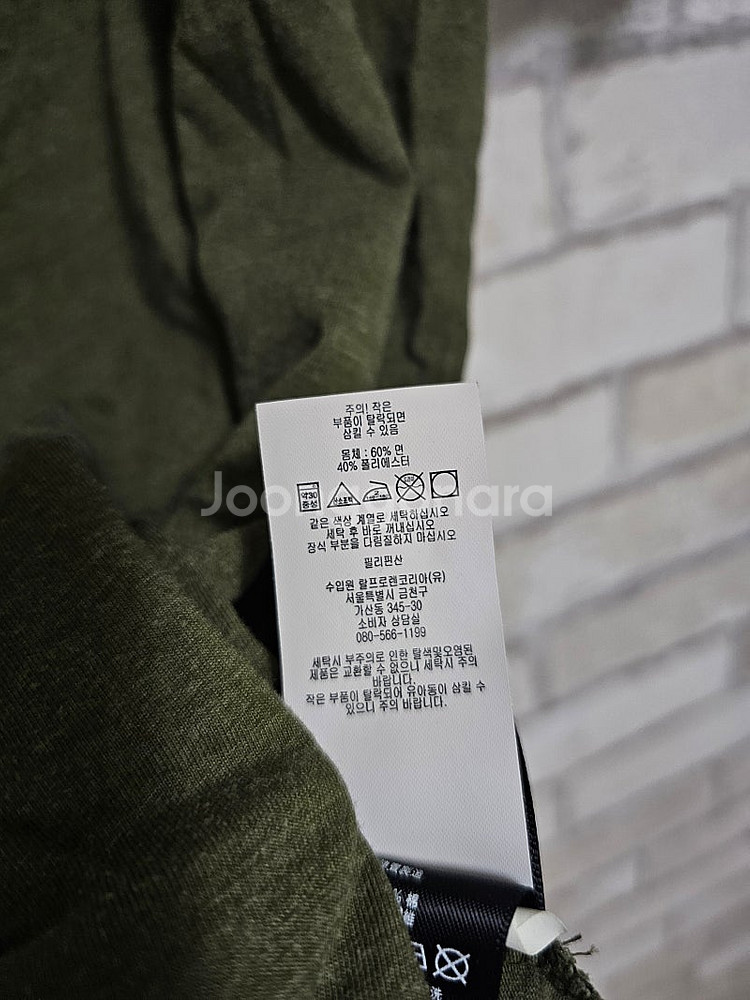 주의! 작은
부품이 탈락되면
삼킬 수 있음
몸체 : 60% 면
40% 폴리에스터
약30
중성
산소표백
같은 색상 계열로 세탁하십시오
세탁 후 바로 꺼내십시오
장식 부분을 다림질하지 마십시오
필리핀산
수입원 랄프로렌코리아(유)
서울특별시 금천구
가산동 345-30
소비자 상담실
080-566-1199
세탁시 부주의로 인한 탈색및오염된
제품은 교환할 수 없으니 세탁시 주의
바랍니다.
작은 부품이 탈락되어 유아동이 삼킬 수
있으니 주의 바랍니다.
% 棉